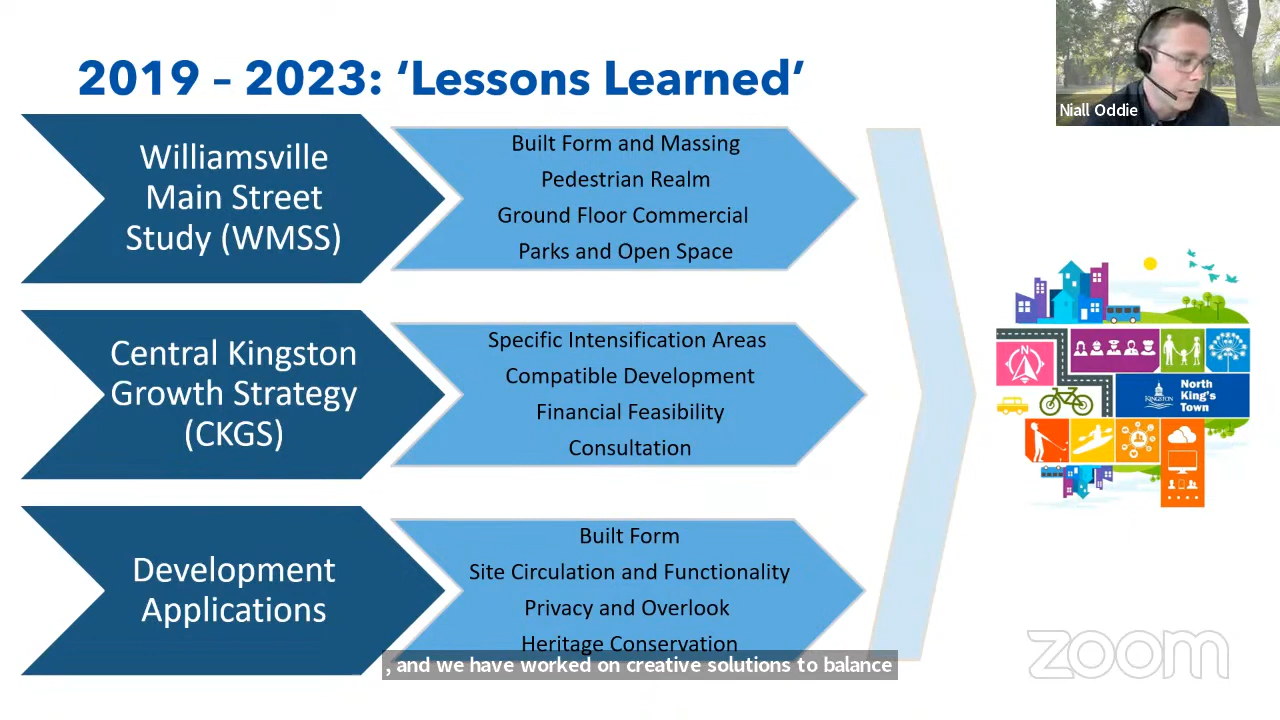 2019 – 2023: ‘Lessons Learned’
Niall Oddie
Williamsville
Main Street
Study (WMSS)
Built Form and Massing
Pedestrian Realm
Ground Floor Commercial
Parks and Open Space
Central Kingston
Growth Strategy
(CKGS)
Specific Intensification Areas
Compatible Development
Financial Feasibility
Consultation
Development
Applications
Built Form
Site Circulation and Functionality
Privacy and Overlook
Heritage Conservation
N
KINGSTON
North
King's
Town
, and we have worked on creative solutions to balance
zoom